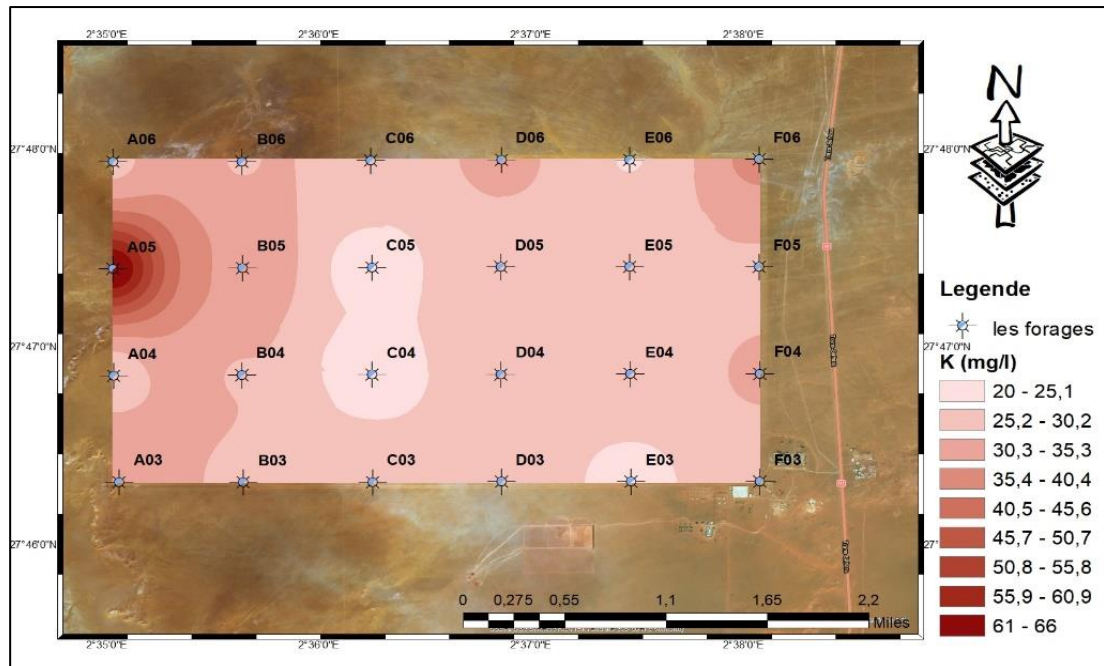 2°35'0"E 2°36'0"E 2°37'0"E 2°38'0"E
N
A06 B06 C06 D06 E06 F06
27°48'0"N 27°48'0"N
A05 B05 C05 D05 E05 F05
Legende
les forages
27°47'0"N 27°47'0"N
A04 B04 C04 D04 E04 F04
K (mg/l)
20 - 25,1
25,2 - 30,2
30,3 - 35,3
A03 B03 C03 D03 E03 F03
35,4 - 40,4
40,5 - 45,6
45,7 - 50,7
27°46'0"N 27°
50,8 - 55,8
55,9 - 60,9
61 - 66
0 0,275 0,55 1,1 1,65 2,2
Miles
2°35'0"E 2°36'0"E 2°37'0"E 2°38'0"E